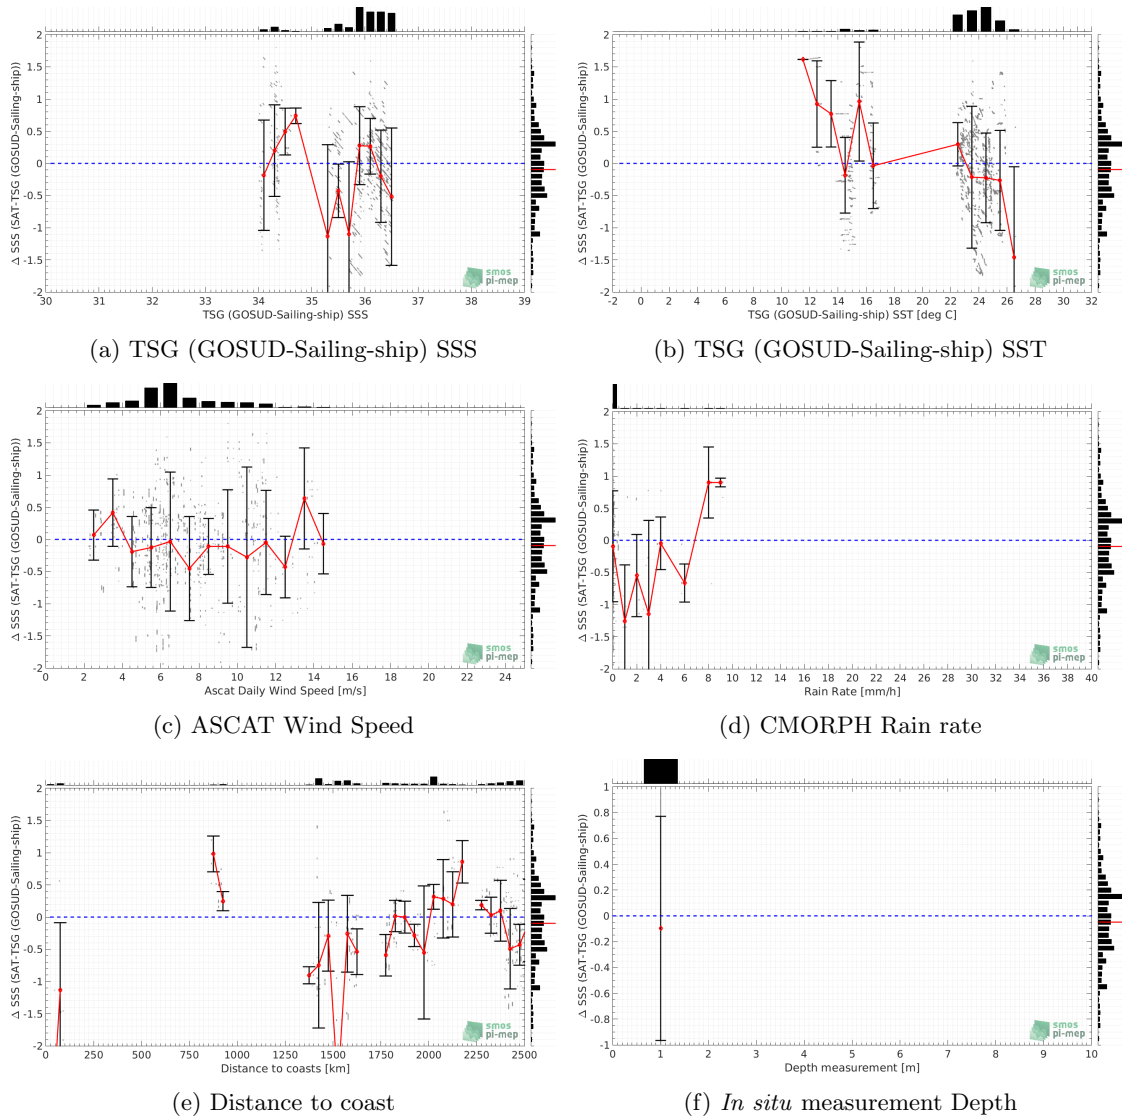 2
1.5
1
0.5
0
-0.5
-1
-1.5
-2
Δ SSS (SAT-TSG (GOSUD-Sailing-ship))
30 31 32 33 34 35 36 37 38 39
TSG (GOSUD-Sailing-ship) SSS
smos
pi-mep
(a) TSG (GOSUD-Sailing-ship) SSS
2
1.5
1
0.5
0
-0.5
-1
-1.5
-2
Δ SSS (SAT-TSG (GOSUD-Sailing-ship))
-2 0 2 4 6 8 10 12 14 16 18 20 22 24 26 28 30 32
TSG (GOSUD-Sailing-ship) SST [deg C]
smos
pi-mep
(b) TSG (GOSUD-Sailing-ship) SST
2
1.5
1
0.5
0
-0.5
-1
-1.5
-2
Δ SSS (SAT-TSG (GOSUD-Sailing-ship))
0 2 4 6 8 10 12 14 16 18 20 22 24
Ascat Daily Wind Speed [m/s]
smos
pi-mep
(c) ASCAT Wind Speed
2
1.5
1
0.5
0
-0.5
-1
-1.5
-2
Δ SSS (SAT-TSG (GOSUD-Sailing-ship))
0 2 4 6 8 10 12 14 16 18 20 22 24 26 28 30 32 34 36 38 40
Rain Rate [mm/h]
smos
pi-mep
(d) CMORPH Rain rate
2
1.5
1
0.5
0
-0.5
-1
-1.5
-2
Δ SSS (SAT-TSG (GOSUD-Sailing-ship))
0 250 500 750 1000 1250 1500 1750 2000 2250 2500
Distance to coasts [km]
smos
pi-mep
(e) Distance to coast
1
0.8
0.6
0.4
0.2
0
-0.2
-0.4
-0.6
-0.8
-1
Δ SSS (SAT-TSG (GOSUD-Sailing-ship))
0 1 2 3 4 5 6 7 8 9 10
Depth measurement [m]
smos
pi-mep
(f) In situ measurement Depth